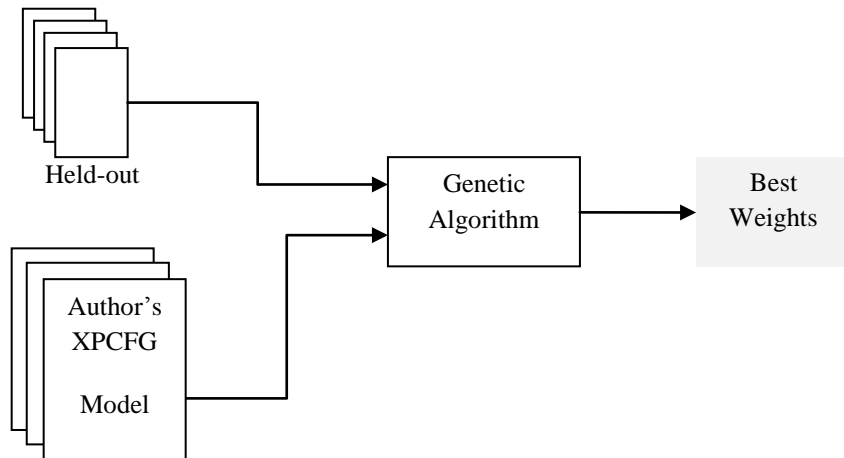 Held-out
Genetic
Algorithm
Best
Weights
Author’s
XPCFG
Model